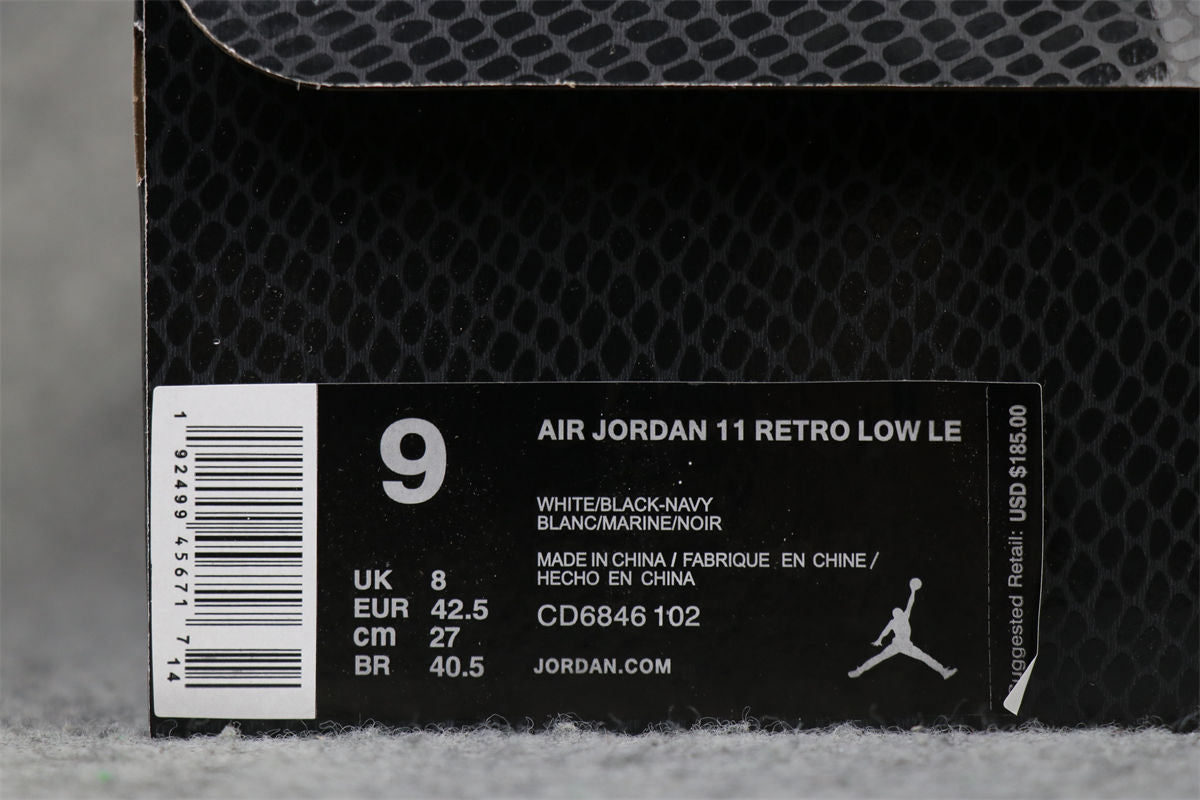 1 92499 45671 7 14
9
UK 8
EUR 42.5
cm 27
BR 40.5
AIR JORDAN 11 RETRO LOW LE
WHITE/BLACK-NAVY
BLANC/MARINE/NOIR
MADE IN CHINA / FABRIQUE EN CHINE /
HECHO EN CHINA
CD6846 102
JORDAN.COM
Suggested Retail: USD $185.00